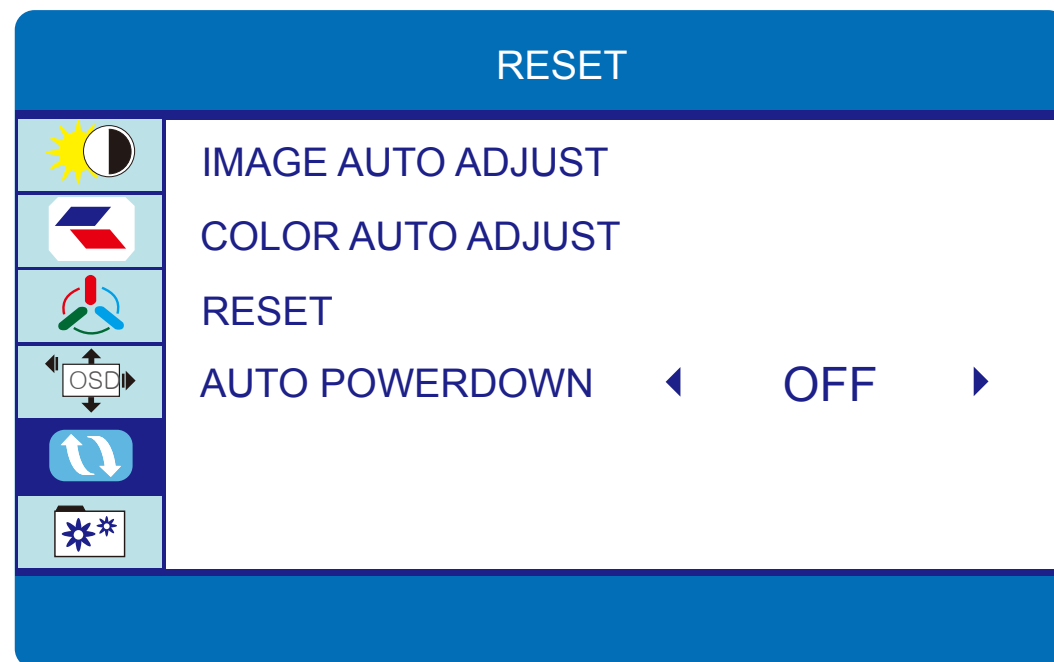 RESET
IMAGE AUTO ADJUST
COLOR AUTO ADJUST
RESET
OSD
AUTO POWERDOWN OFF